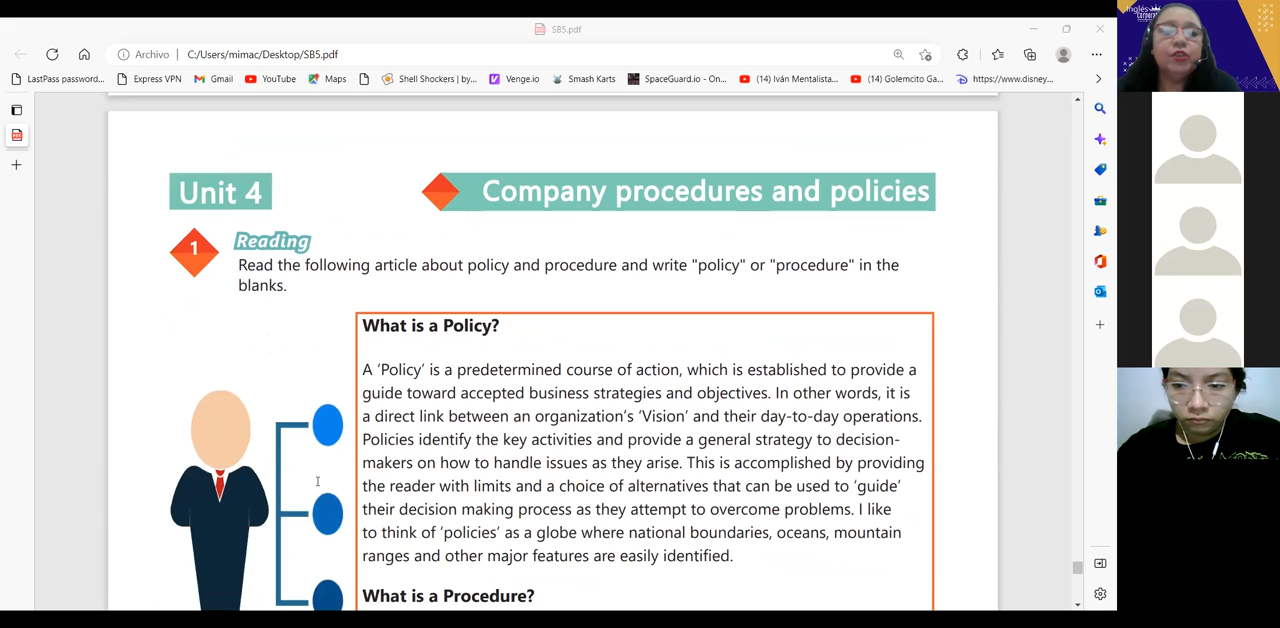 SB5.pdf
Archivo
C:/Users/mimac/Desktop/SB5.pdf
LastPass password...
Express VPN
Gmail
YouTube
Maps
Shell Shockers | by...
Venge.io
Smash Karts
SpaceGuard.io - On...
(14) Iván Mentalista...
(14) Golemcito Ga...
https://www.disney...
Inglés
Corporativo
Unit 4
Company procedures and policies
1
Reading
Read the following article about policy and procedure and write "policy" or "procedure" in the
blanks.
What is a Policy?
A ‘Policy’ is a predetermined course of action, which is established to provide a
guide toward accepted business strategies and objectives. In other words, it is
a direct link between an organization’s ‘Vision’ and their day-to-day operations.
Policies identify the key activities and provide a general strategy to decision-
makers on how to handle issues as they arise. This is accomplished by providing
the reader with limits and a choice of alternatives that can be used to ‘guide’
their decision making process as they attempt to overcome problems. I like
to think of ‘policies’ as a globe where national boundaries, oceans, mountain
ranges and other major features are easily identified.
What is a Procedure?